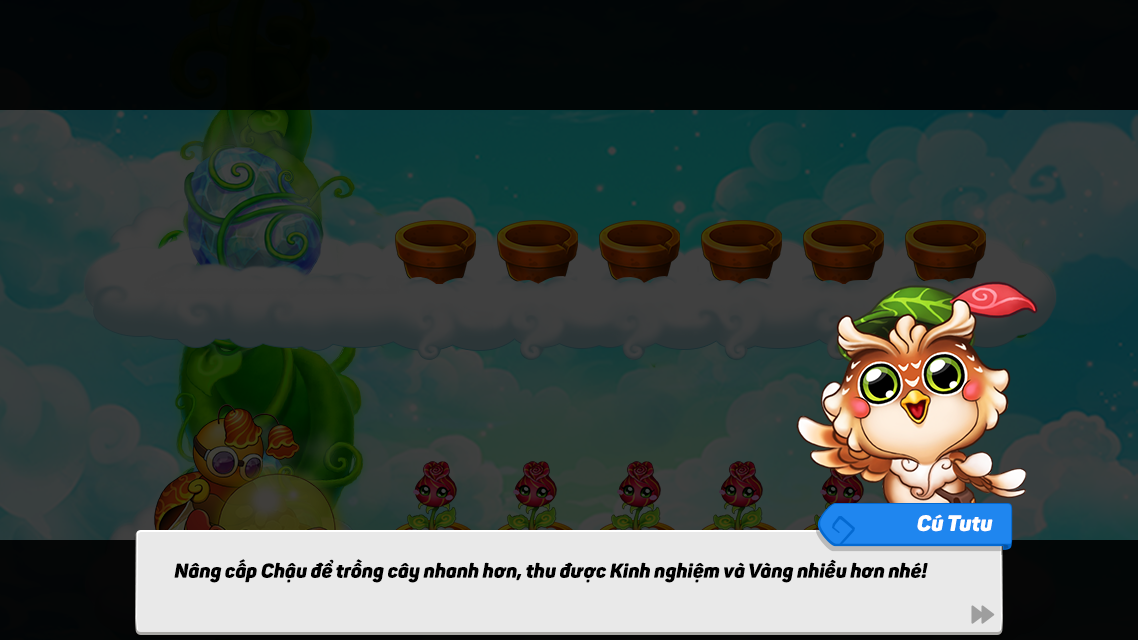 Cú Tutu
Nâng cấp Chậu để trồng cây nhanh hơn, thu được Kinh nghiệm và Vàng nhiều hơn nhé!